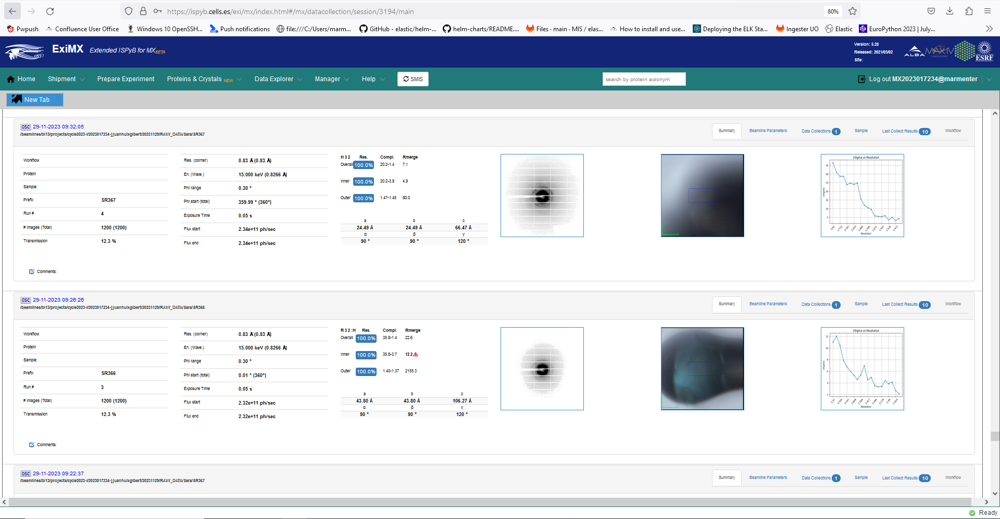 https://ispyb.cells.es/exi/mx/index.html#/mx/datacollection/session/3194/main
80%
Pwpush
Confluence User Office
Windows 10 OpenSSH...
Push notifications
file:///C:/Users/marm...
GitHub - elastic/helm-...
helm-charts/README....
Files · main · MIS / elas...
How to install and use...
Deploying the ELK Sta...
Ingester UO
Elastic
EuroPython 2023 | July,...
ExiMX Extended ISPyB for MX BETA
Version: 5.28
Released: 2021/03/02
Site:
ALBA
MAXIV
LABORATORY
ESRF
Home
Shipment
Prepare Experiment
Proteins & Crystals NEW
Data Explorer
Manager
Help
SMIS
search by protein acronym
Log out MX2023017234@marmenter
New Tab
OSC 29-11-2023 09:32:05
/beamlines/bl13/projects/cycle2023-I/2023017234-jjuanhuixgibert/20231129/RAW_DATA/Sara/SR367
Summary
Beamline Parameters
Data Collections 1
Sample
Last Collect Results 10
Workflow
Workflow
Protein
Sample
Prefix SR367
Run # 4
# Images (Total) 1200 (1200)
Transmission 12.3 %
Res. (corner) 0.83 Å (0.83 Å)
En. (Wave.) 15.000 keV (0.8266 Å)
Phi range 0.30 °
Phi start (total) 359.99 ° (360°)
Exposure Time 0.05 s
Flux start 2.34e+11 ph/sec
Flux end 2.34e+11 ph/sec
H 3 2 Res. Compl. Rmerge
Overall 100.0% 20.2-1.4 7.1
Inner 100.0% 20.2-3.9 4.9
Outer 100.0% 1.47-1.45 80.0
a b c
24.49 Å 24.49 Å 66.47 Å
α β γ
90 ° 90 ° 120 °
I/Sigma vs Resolution
I/Sigma
Resolution
Comments:
OSC 29-11-2023 09:26:26
/beamlines/bl13/projects/cycle2023-I/2023017234-jjuanhuixgibert/20231129/RAW_DATA/Sara/SR366
Summary
Beamline Parameters
Data Collections 1
Sample
Last Collect Results 10
Workflow
Workflow
Protein
Sample
Prefix SR366
Run # 3
# Images (Total) 1200 (1200)
Transmission 12.3 %
Res. (corner) 0.83 Å (0.83 Å)
En. (Wave.) 15.000 keV (0.8266 Å)
Phi range 0.30 °
Phi start (total) 0.01 ° (360°)
Exposure Time 0.05 s
Flux start 2.32e+11 ph/sec
Flux end 2.32e+11 ph/sec
R 3 2 :H Res. Compl. Rmerge
Overall 100.0% 35.8-1.4 22.6
Inner 100.0% 35.8-3.7 12.2
Outer 100.0% 1.40-1.37 2155.3
a b c
43.80 Å 43.80 Å 106.27 Å
α β γ
90 ° 90 ° 120 °
I/Sigma vs Resolution
I/Sigma
Resolution
Comments:
OSC 29-11-2023 09:22:37
/beamlines/bl13/projects/cycle2023-I/2023017234-jjuanhuixgibert/20231129/RAW_DATA/Sara/SR367
Summary
Beamline Parameters
Data Collections 1
Sample
Last Collect Results 10
Workflow
Ready